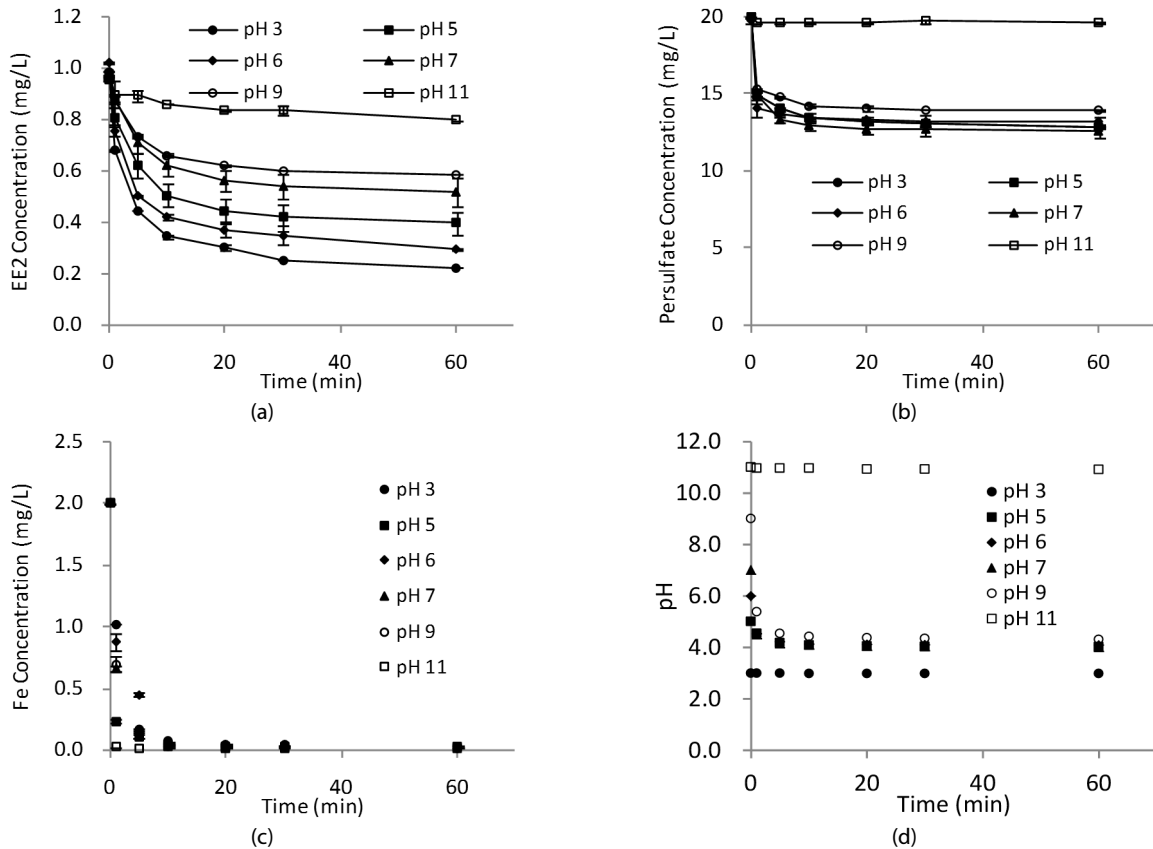 EE2 Concentration (mg/L)
1.2
1.0
0.8
0.6
0.4
0.2
0.0
pH 3
pH 5
pH 6
pH 7
pH 9
pH 11
0 20 40 60
Time (min)
(a)
Persulfate Concentration (mg/L)
20
15
10
5
0
pH 3
pH 5
pH 6
pH 7
pH 9
pH 11
0 20 40 60
Time (min)
(b)
Fe Concentration (mg/L)
2.5
2.0
1.5
1.0
0.5
0.0
pH 3
pH 5
pH 6
pH 7
pH 9
pH 11
0 20 40 60
Time (min)
(c)
pH
12.0
10.0
8.0
6.0
4.0
2.0
0.0
pH 3
pH 5
pH 6
pH 7
pH 9
pH 11
0 20 40 60
Time (min)
(d)